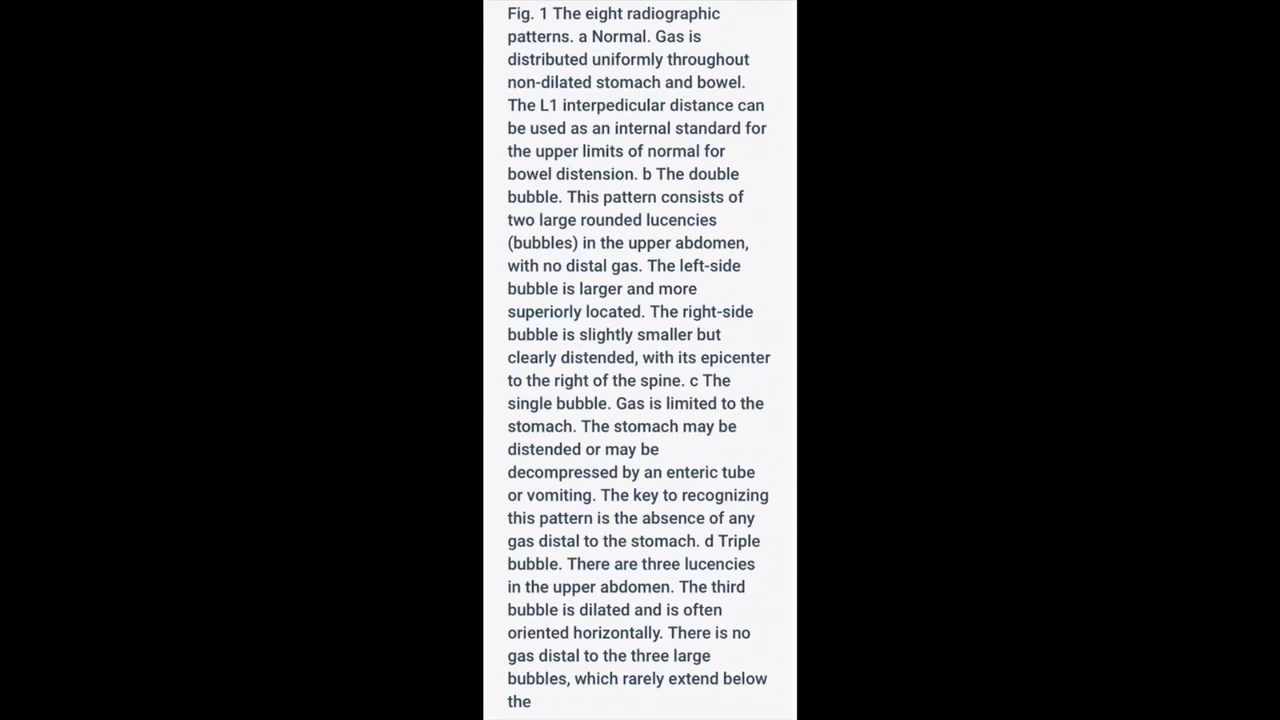 Fig. 1 The eight radiographic
patterns. a Normal. Gas is
distributed uniformly throughout
non-dilated stomach and bowel.
The L1 interpedicular distance can
be used as an internal standard for
the upper limits of normal for
bowel distension. b The double
bubble. This pattern consists of
two large rounded lucencies
(bubbles) in the upper abdomen,
with no distal gas. The left-side
bubble is larger and more
superiorly located. The right-side
bubble is slightly smaller but
clearly distended, with its epicenter
to the right of the spine. c The
single bubble. Gas is limited to the
stomach. The stomach may be
distended or may be
decompressed by an enteric tube
or vomiting. The key to recognizing
this pattern is the absence of any
gas distal to the stomach. d Triple
bubble. There are three lucencies
in the upper abdomen. The third
bubble is dilated and is often
oriented horizontally. There is no
gas distal to the three large
bubbles, which rarely extend below
the